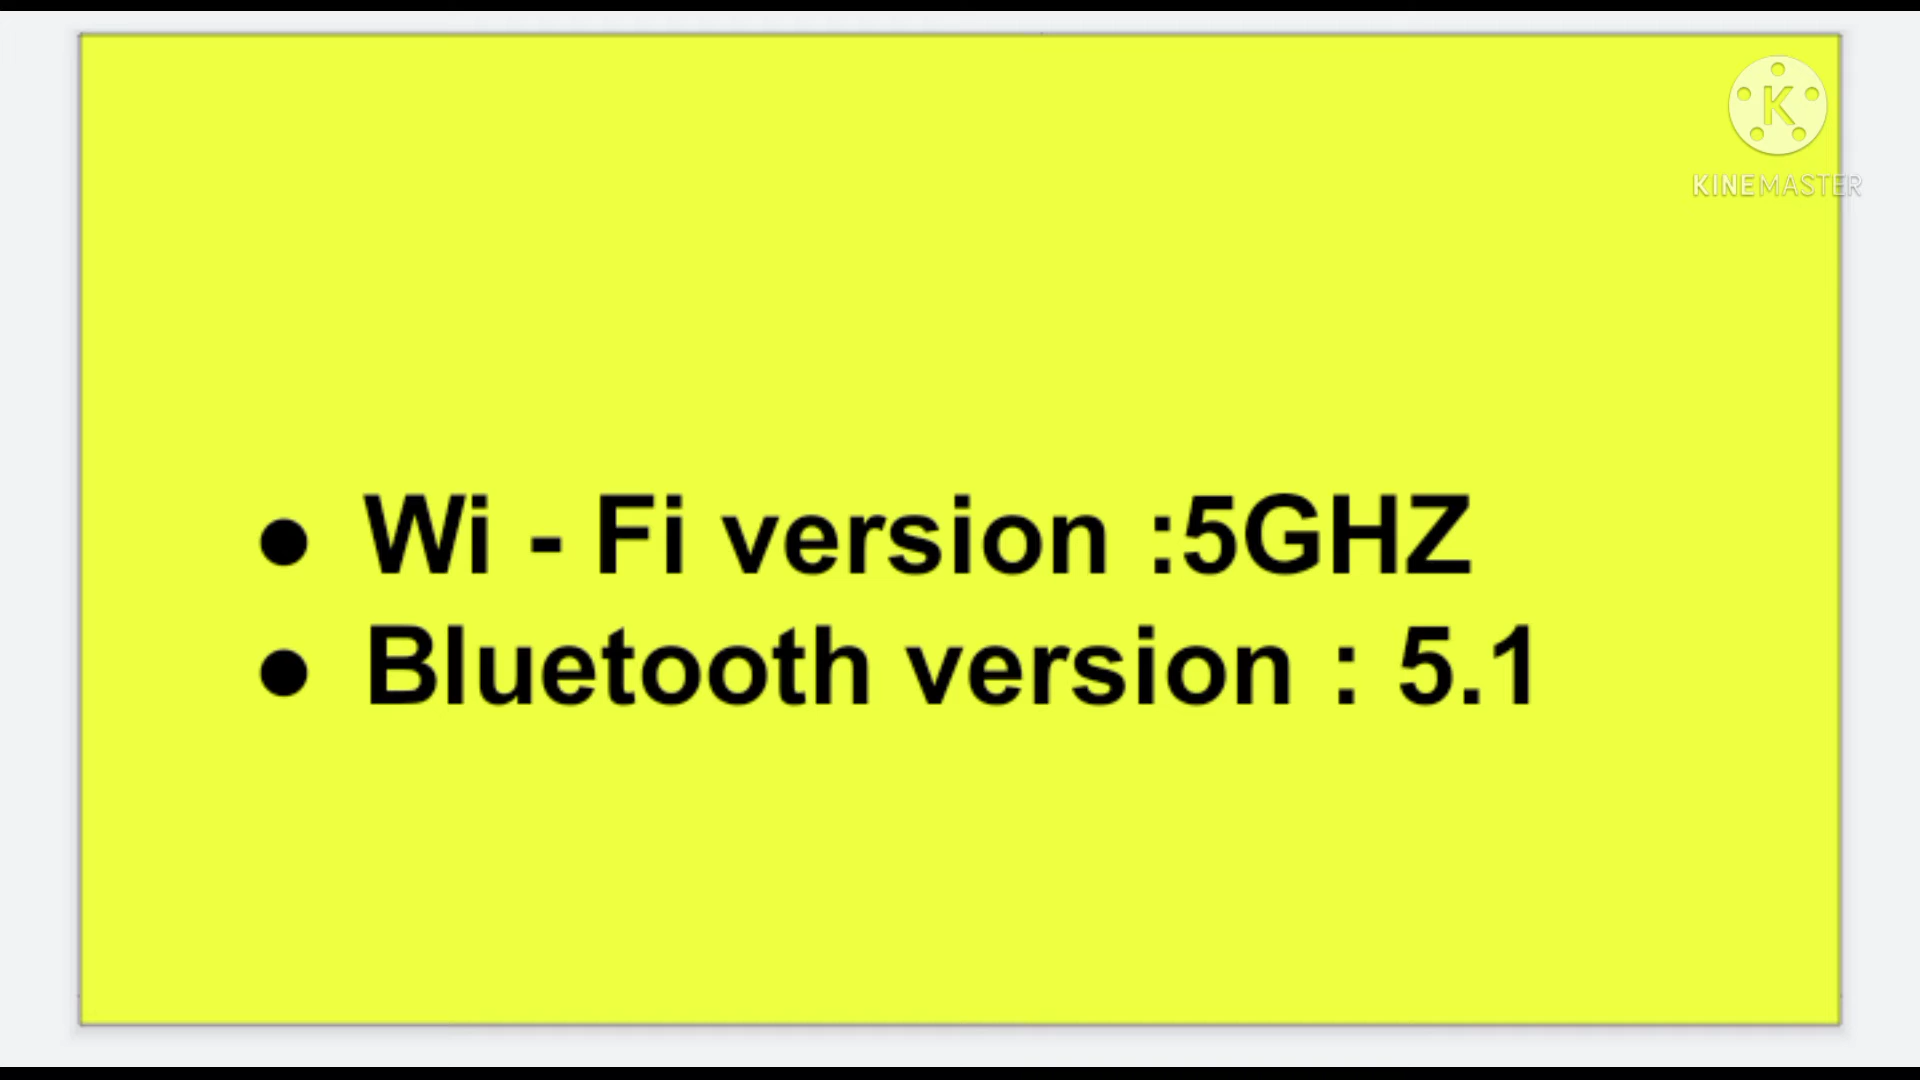 K
KINEMASTER
● Wi - Fi version :5GHZ
● Bluetooth version : 5.1